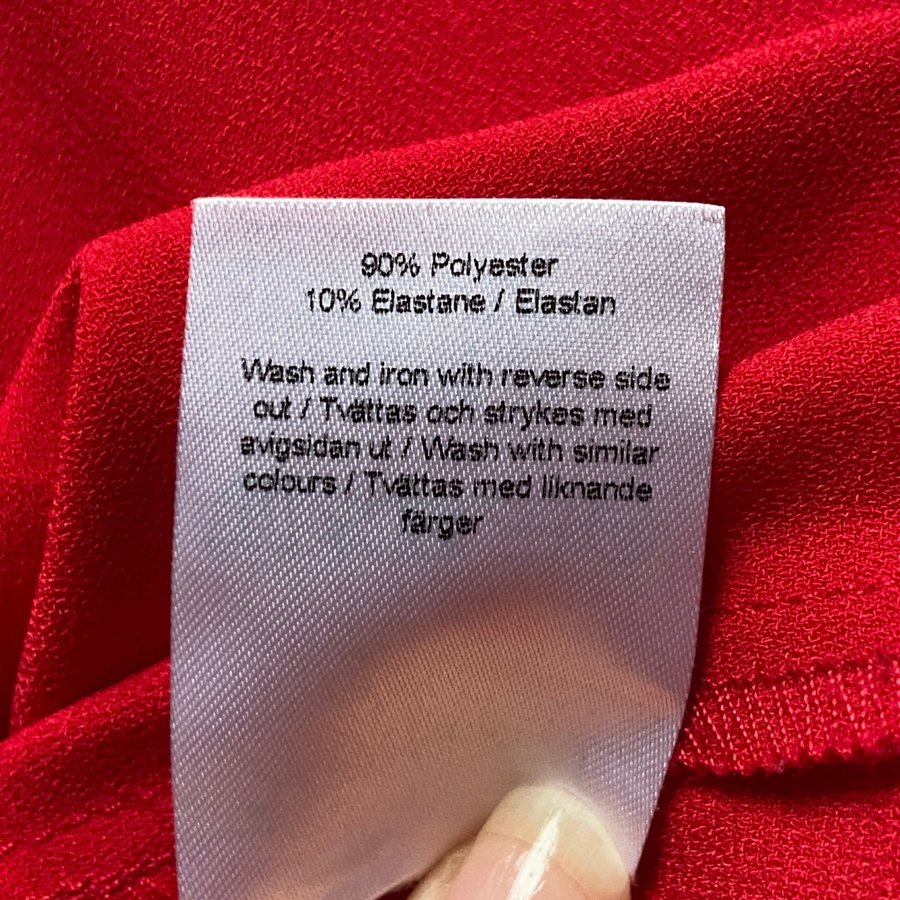 90% Polyester
10% Elastane / Elastan
Wash and iron with reverse side
out / Tvättas och strykes med
avigsidan ut / Wash with similar
colours / Tvättas med liknande
färger